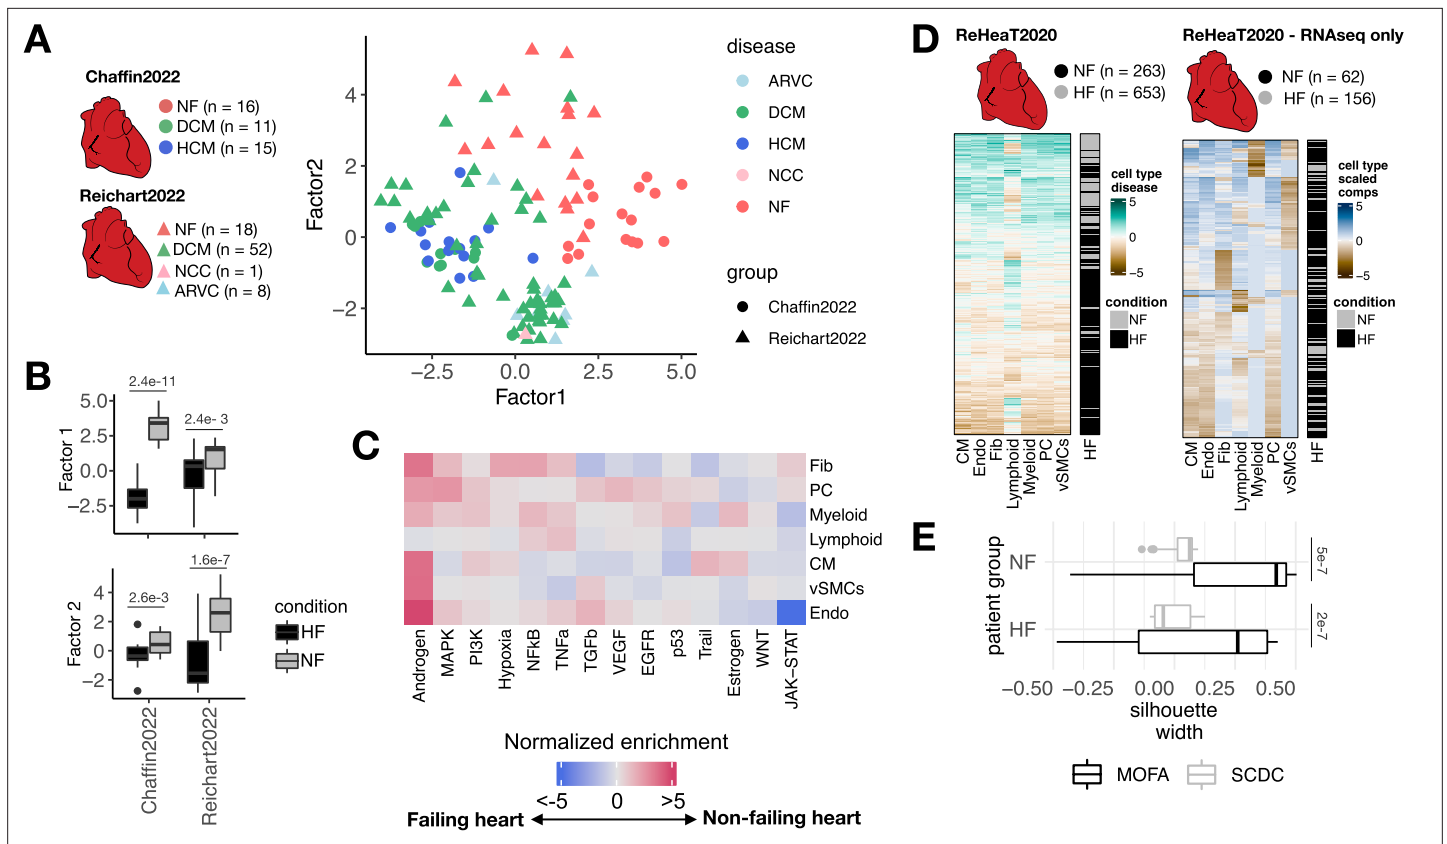 A
Chaffin2022
NF (n = 16)
DCM (n = 11)
HCM (n = 15)
Reichart2022
NF (n = 18)
DCM (n = 52)
NCC (n = 1)
ARVC (n = 8)
Factor2
4
2
0
−2
−2.5
0.0
2.5
5.0
Factor1
disease
ARVC
DCM
HCM
NCC
NF
group
Chaffin2022
Reichart2022
B
2.4e-11
2.4e- 3
Factor 1
5.0
2.5
0.0
−2.5
2.6e-3
1.6e-7
Factor 2
4
2
0
−2
Chaffin2022
Reichart2022
condition
HF
NF
C
Fib
PC
Myeloid
Lymphoid
CM
vSMCs
Endo
Androgen
MAPK
PI3K
Hypoxia
NFkB
TNFa
TGFb
VEGF
EGFR
p53
Trail
Estrogen
WNT
JAK−STAT
Normalized enrichment
<-5
0
>5
Failing heart
Non-failing heart
D
ReHeaT2020
NF (n = 263)
HF (n = 653)
cell type
disease
5
0
−5
condition
NF
HF
CM
Endo
Fib
Lymphoid
Myeloid
PC
vSMCs
HF
ReHeaT2020 - RNAseq only
NF (n = 62)
HF (n = 156)
cell type
scaled
comps
5
0
−5
condition
NF
HF
CM
Endo
Fib
Lymphoid
Myeloid
PC
vSMCs
HF
E
patient group
NF
HF
5e-7
2e-7
−0.50
−0.25
0.00
0.25
0.50
silhouette
width
MOFA
SCDC